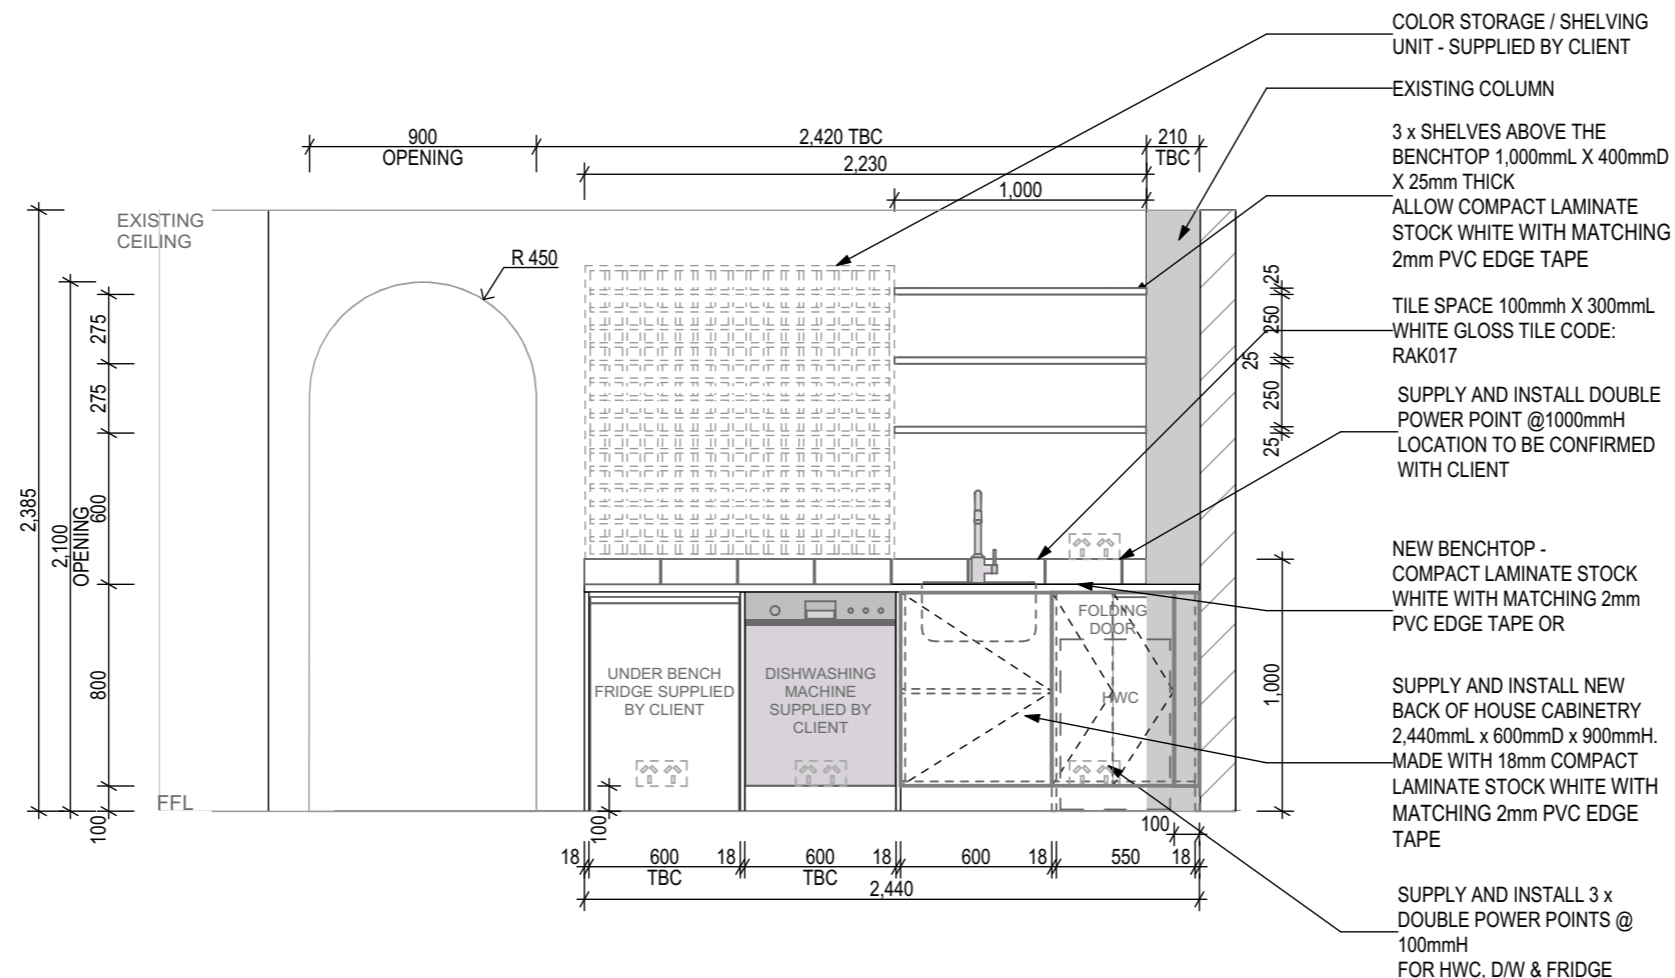 COLOR STORAGE / SHELVING
UNIT - SUPPLIED BY CLIENT
EXISTING COLUMN
3 x SHELVES ABOVE THE
BENCHTOP 1,000mmL X 400mmD
X 25mm THICK
ALLOW COMPACT LAMINATE
STOCK WHITE WITH MATCHING
2mm PVC EDGE TAPE
TILE SPACE 100mmh X 300mmL
WHITE GLOSS TILE CODE:
RAK017
SUPPLY AND INSTALL DOUBLE
POWER POINT @1000mmH
LOCATION TO BE CONFIRMED
WITH CLIENT
NEW BENCHTOP -
COMPACT LAMINATE STOCK
WHITE WITH MATCHING 2mm
PVC EDGE TAPE OR
SUPPLY AND INSTALL NEW
BACK OF HOUSE CABINETRY
2,440mmL x 600mmD x 900mmH.
MADE WITH 18mm COMPACT
LAMINATE STOCK WHITE WITH
MATCHING 2mm PVC EDGE
TAPE
SUPPLY AND INSTALL 3 x
DOUBLE POWER POINTS @
100mmH
FOR HWC, D/W & FRIDGE
900
OPENING
2,420 TBC
210
TBC
2,230
1,000
EXISTING
CEILING
R 450
2,385
2,100
OPENING
275
275
600
800
100
FFL
25
250
25
250
25
1,000
UNDER BENCH
FRIDGE SUPPLIED
BY CLIENT
DISHWASHING
MACHINE
SUPPLIED BY
CLIENT
FOLDING
DOOR
HWC
100
100
18
600
TBC
18
600
TBC
18
600
18
550
18
2,440